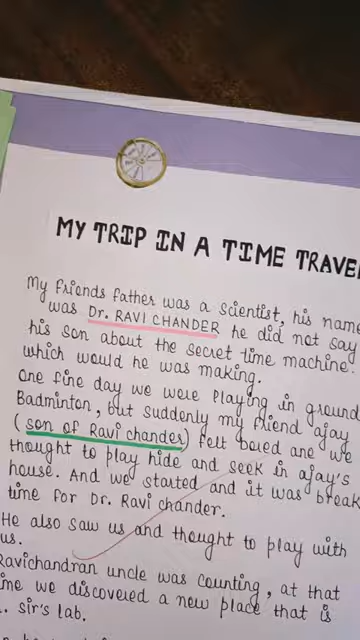 MY TRIP IN A TIME
My friends father was a scientist, his name
was Dr. RAVI CHANDER he did not say
his son about the secret time machine.
which would he was making.
One fine day we were playing in ground
Badminton, but suddenly my friend ajay
(son of Ravi chander) felt bored and we
thought to play hide and seek in ajay's
house. And we started and it was break
time for Dr. Ravi chander.
He also saw us and thought to play with
us.
Ravichandran uncle was counting, at that
we discovered a new place that is
sir's lab.